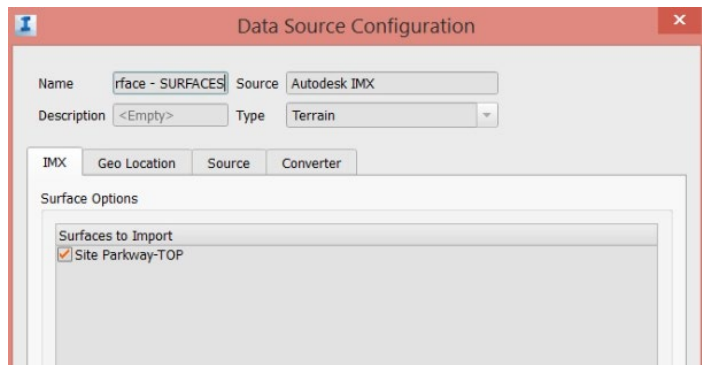 Data Source Configuration
Name rface - SURFACES Source Autodesk IMX
Description <Empty> Type Terrain
IMX Geo Location Source Converter
Surface Options
Surfaces to Import
Site Parkway-TOP